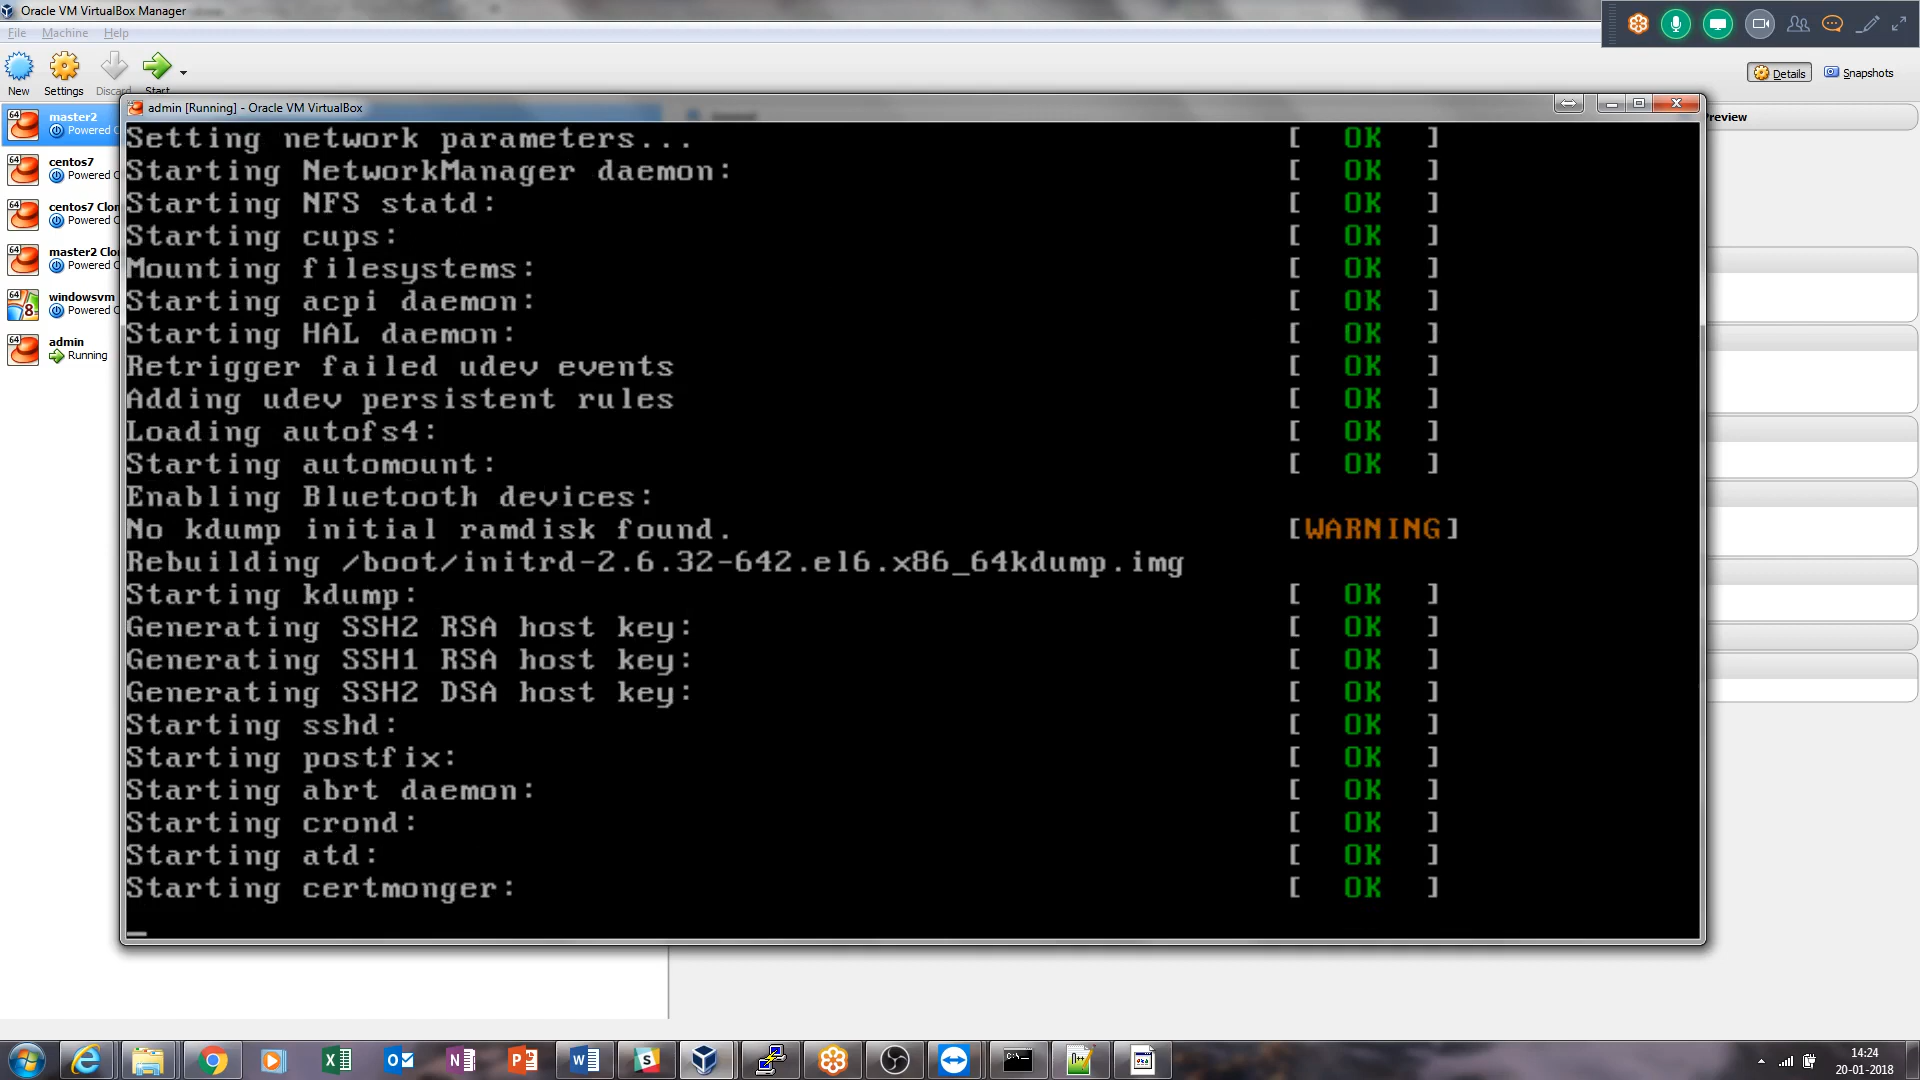 Oracle VM VirtualBox Manager
File Machine Help
New Settings Discard Start
Details Snapshots
master2
Powered
centos7
Powered
centos7 Clon
Powered
master2 Clo
Powered
windowsvm
Powered
admin
Running
admin [Running] - Oracle VM VirtualBox
Preview
Setting network parameters... [ OK ]
Starting NetworkManager daemon: [ OK ]
Starting NFS statd: [ OK ]
Starting cups: [ OK ]
Mounting filesystems: [ OK ]
Starting acpi daemon: [ OK ]
Starting HAL daemon: [ OK ]
Retrigger failed udev events [ OK ]
Adding udev persistent rules [ OK ]
Loading autofs4: [ OK ]
Starting automount: [ OK ]
Enabling Bluetooth devices:
No kdump initial ramdisk found. [WARNING]
Rebuilding /boot/initrd-2.6.32-642.el6.x86_64kdump.img
Starting kdump: [ OK ]
Generating SSH2 RSA host key: [ OK ]
Generating SSH1 RSA host key: [ OK ]
Generating SSH2 DSA host key: [ OK ]
Starting sshd: [ OK ]
Starting postfix: [ OK ]
Starting abrt daemon: [ OK ]
Starting crond: [ OK ]
Starting atd: [ OK ]
Starting certmonger: [ OK ]
14:24
20-01-2018